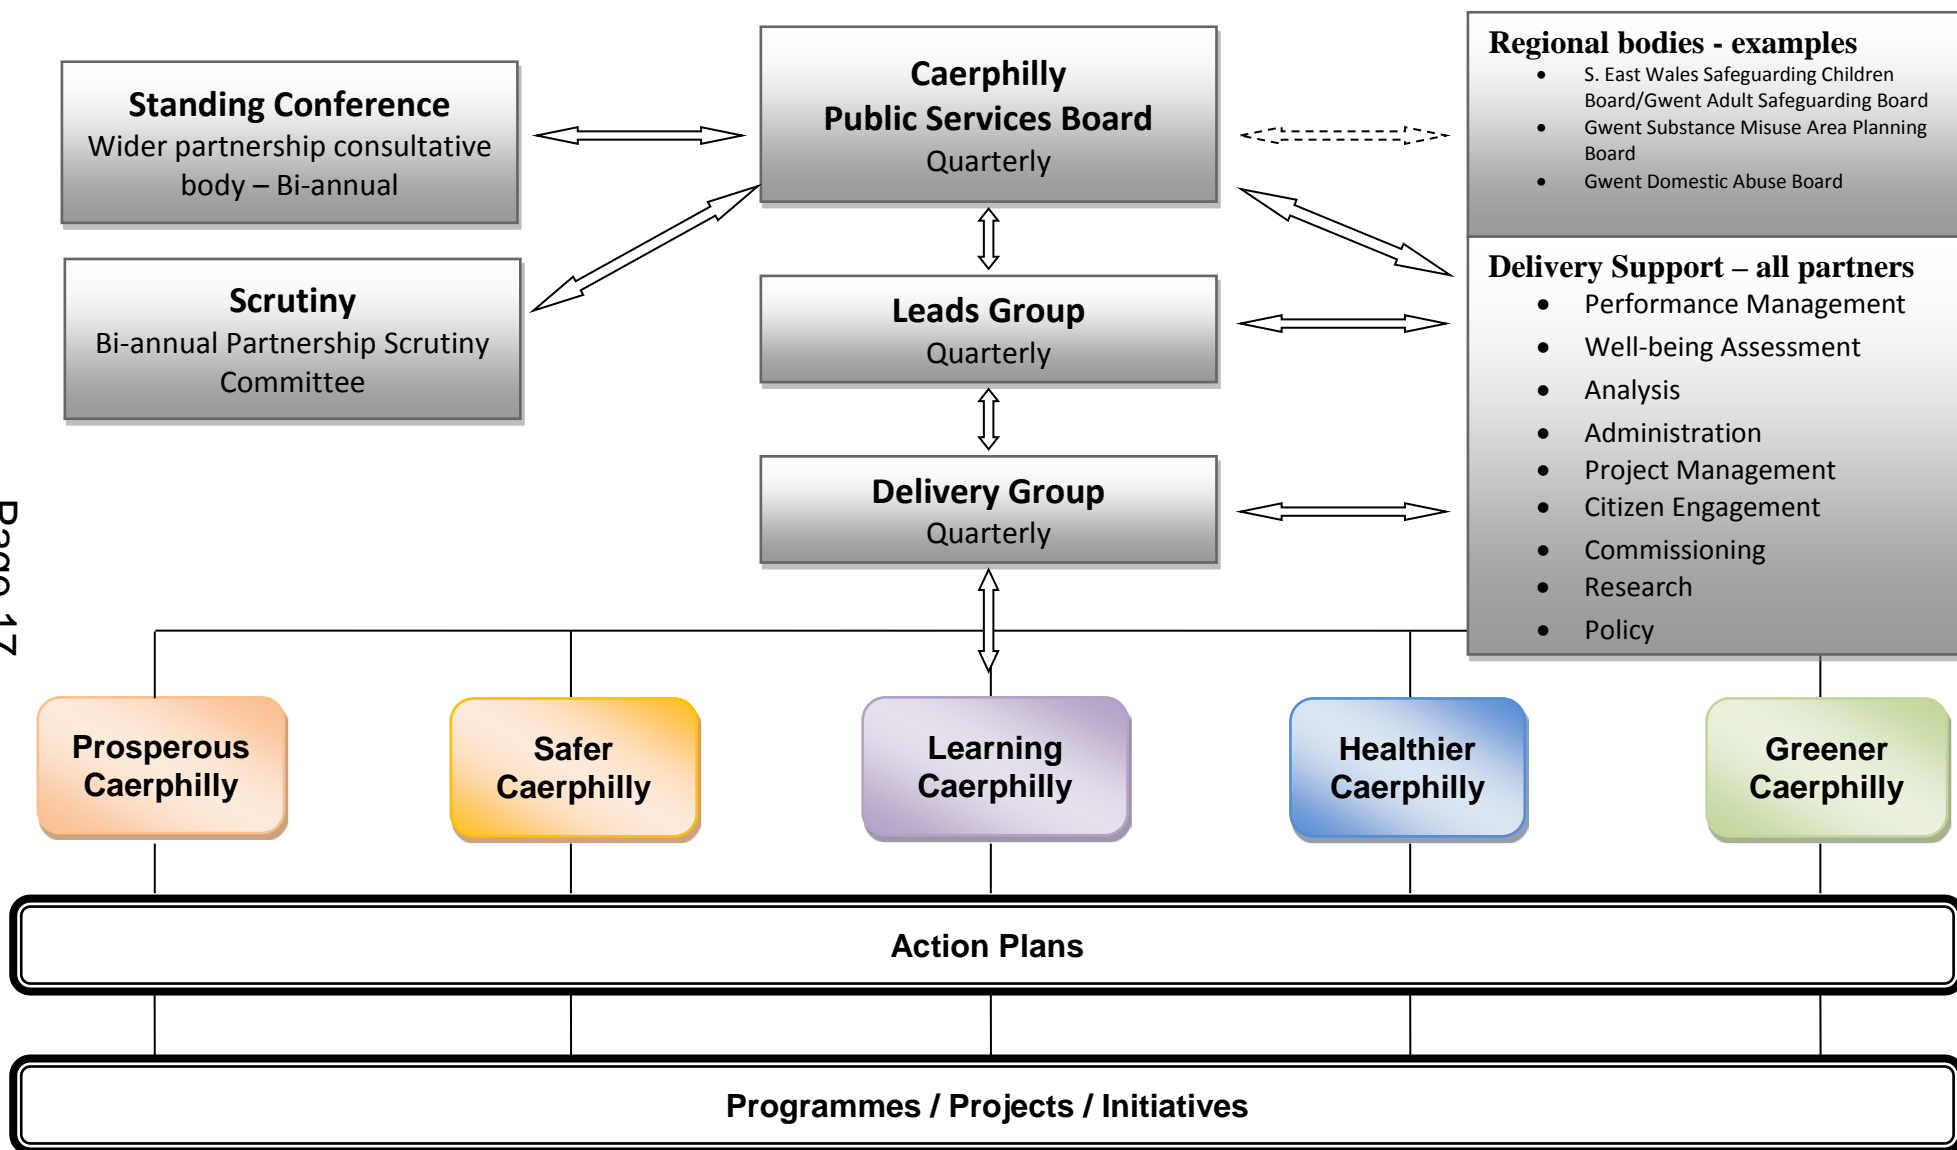 Standing Conference
Wider partnership consultative
body – Bi-annual
Scrutiny
Bi-annual Partnership Scrutiny
Committee
Caerphilly
Public Services Board
Quarterly
Leads Group
Quarterly
Delivery Group
Quarterly
Regional bodies - examples
• S. East Wales Safeguarding Children
Board/Gwent Adult Safeguarding Board
• Gwent Substance Misuse Area Planning
Board
• Gwent Domestic Abuse Board
Delivery Support – all partners
• Performance Management
• Well-being Assessment
• Analysis
• Administration
• Project Management
• Citizen Engagement
• Commissioning
• Research
• Policy
Page 17
Prosperous
Caerphilly
Safer
Caerphilly
Learning
Caerphilly
Healthier
Caerphilly
Greener
Caerphilly
Action Plans
Programmes / Projects / Initiatives